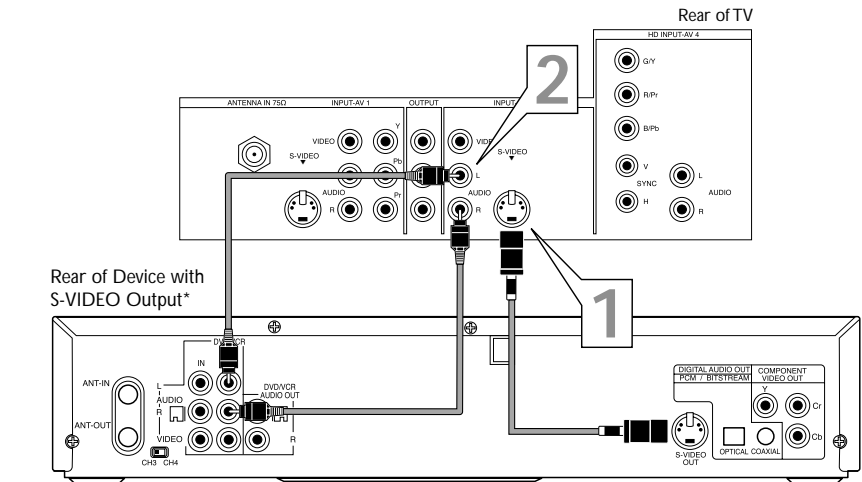 Rear of TV
HD INPUT-AV 4
G/Y
R/Pr
B/Pb
V
SYNC
H
L
AUDIO
R
2
ANTENNA IN 75Ω
INPUT-AV 1
OUTPUT
INPUT
VIDEO
Y
S-VIDEO
Pb
AUDIO
R
Pr
S-VIDEO
L
AUDIO
R
1
Rear of Device with
S-VIDEO Output*
IN
ANT-IN
L
AUDIO
R
ANT-OUT
VIDEO
CH3 CH4
DVD/VCR
AUDIO OUT
R
DIGITAL AUDIO OUT
PCM / BITSTREAM
COMPONENT
VIDEO OUT
Y
Cr
Cb
S-VIDEO
OUT
OPTICAL COAXIAL